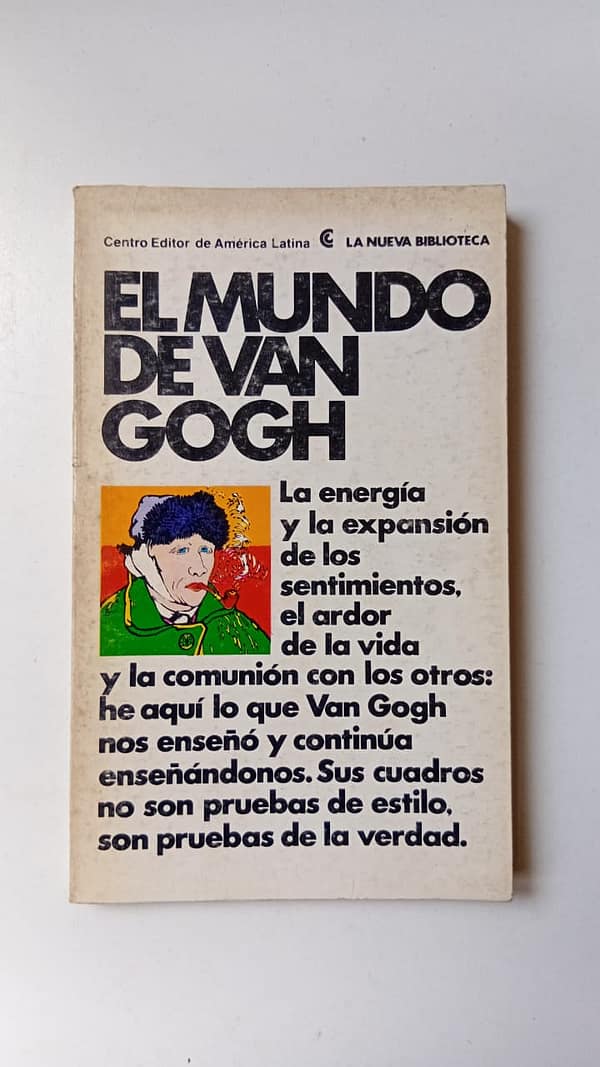 Centro Editor de América Latina LA NUEVA BIBLIOTECA
EL MUNDO
DE VAN
GOGH
La energía
y la expansión
de los
sentimientos,
el ardor
de la vida
y la comunión con los otros:
he aquí lo que Van Gogh
nos enseñó y continúa
enseñándonos. Sus cuadros
no son pruebas de estilo,
son pruebas de la verdad.